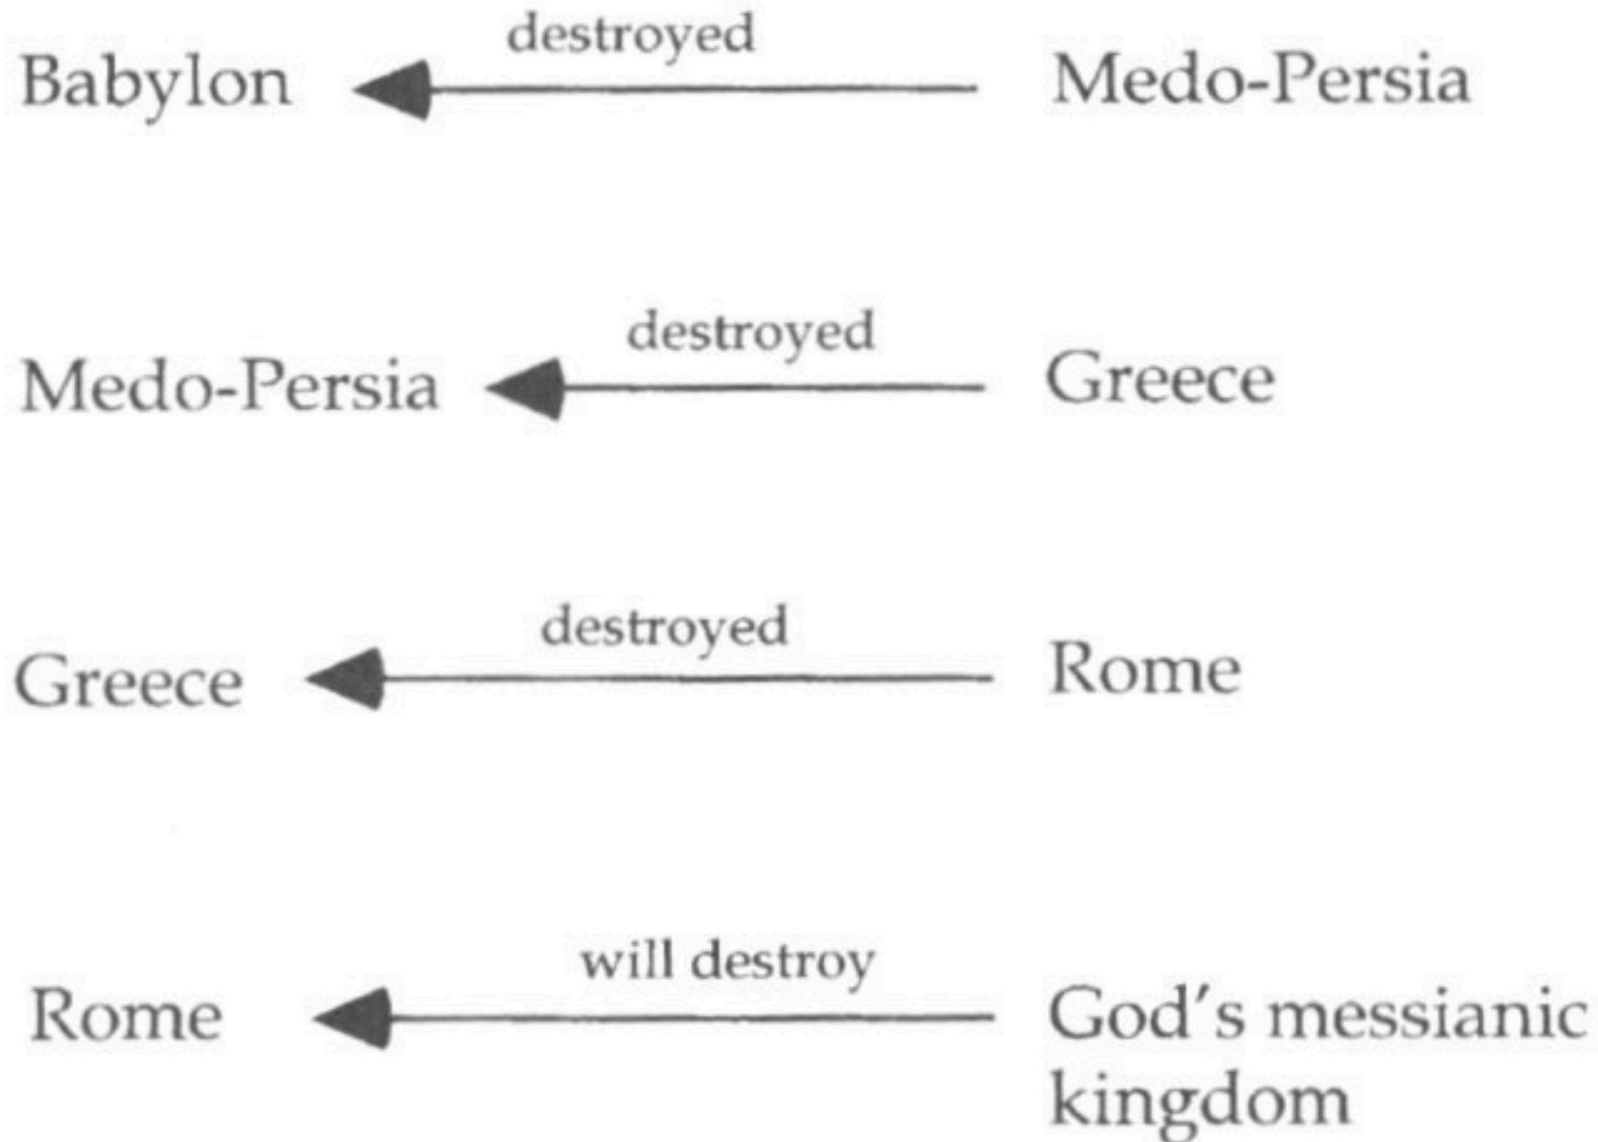 destroyed
Babylon Medo-Persia
destroyed
Medo-Persia Greece
destroyed
Greece Rome
will destroy
Rome God's messianic
kingdom